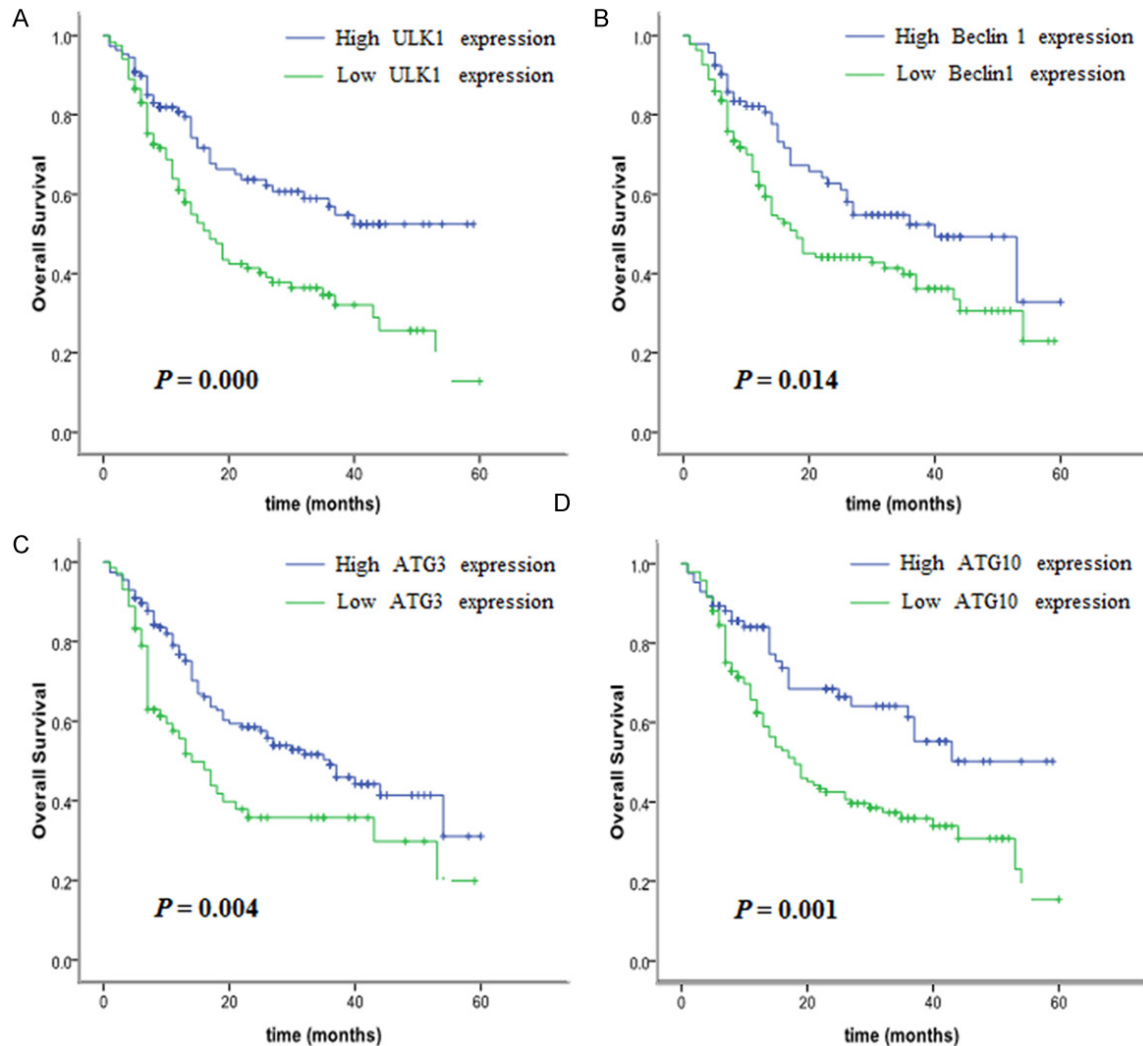 A
High ULK1 expression
Low ULK1 expression
1.0
0.8
0.6
0.4
0.2
0.0
Overall Survival
P = 0.000
0 20 40 60
time (months)
B
High Beclin 1 expression
Low Beclin1 expression
1.0
0.8
0.6
0.4
0.2
0.0
Overall Survival
P = 0.014
0 20 40 60
time (months)
C
High ATG3 expression
Low ATG3 expression
1.0
0.8
0.6
0.4
0.2
0.0
Overall Survival
P = 0.004
0 20 40 60
time (months)
D
High ATG10 expression
Low ATG10 expression
1.0
0.8
0.6
0.4
0.2
0.0
Overall Survival
P = 0.001
0 20 40 60
time (months)